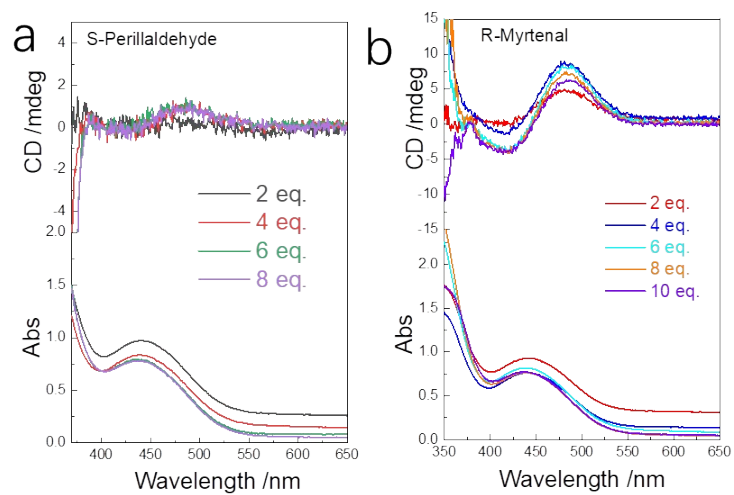 a
S-Perillaldehyde
CD /mdeg
4
2
0
-2
-4
2 eq.
4 eq.
6 eq.
8 eq.
Abs
2.0
1.5
1.0
0.5
0.0
400 450 500 550 600 650
Wavelength /nm
b
R-Myrtenal
CD /mdeg
15
10
5
0
-5
-10
2 eq.
4 eq.
6 eq.
8 eq.
10 eq.
Abs
2.0
1.5
1.0
0.5
0.0
350 400 450 500 550 600 650
Wavelength /nm